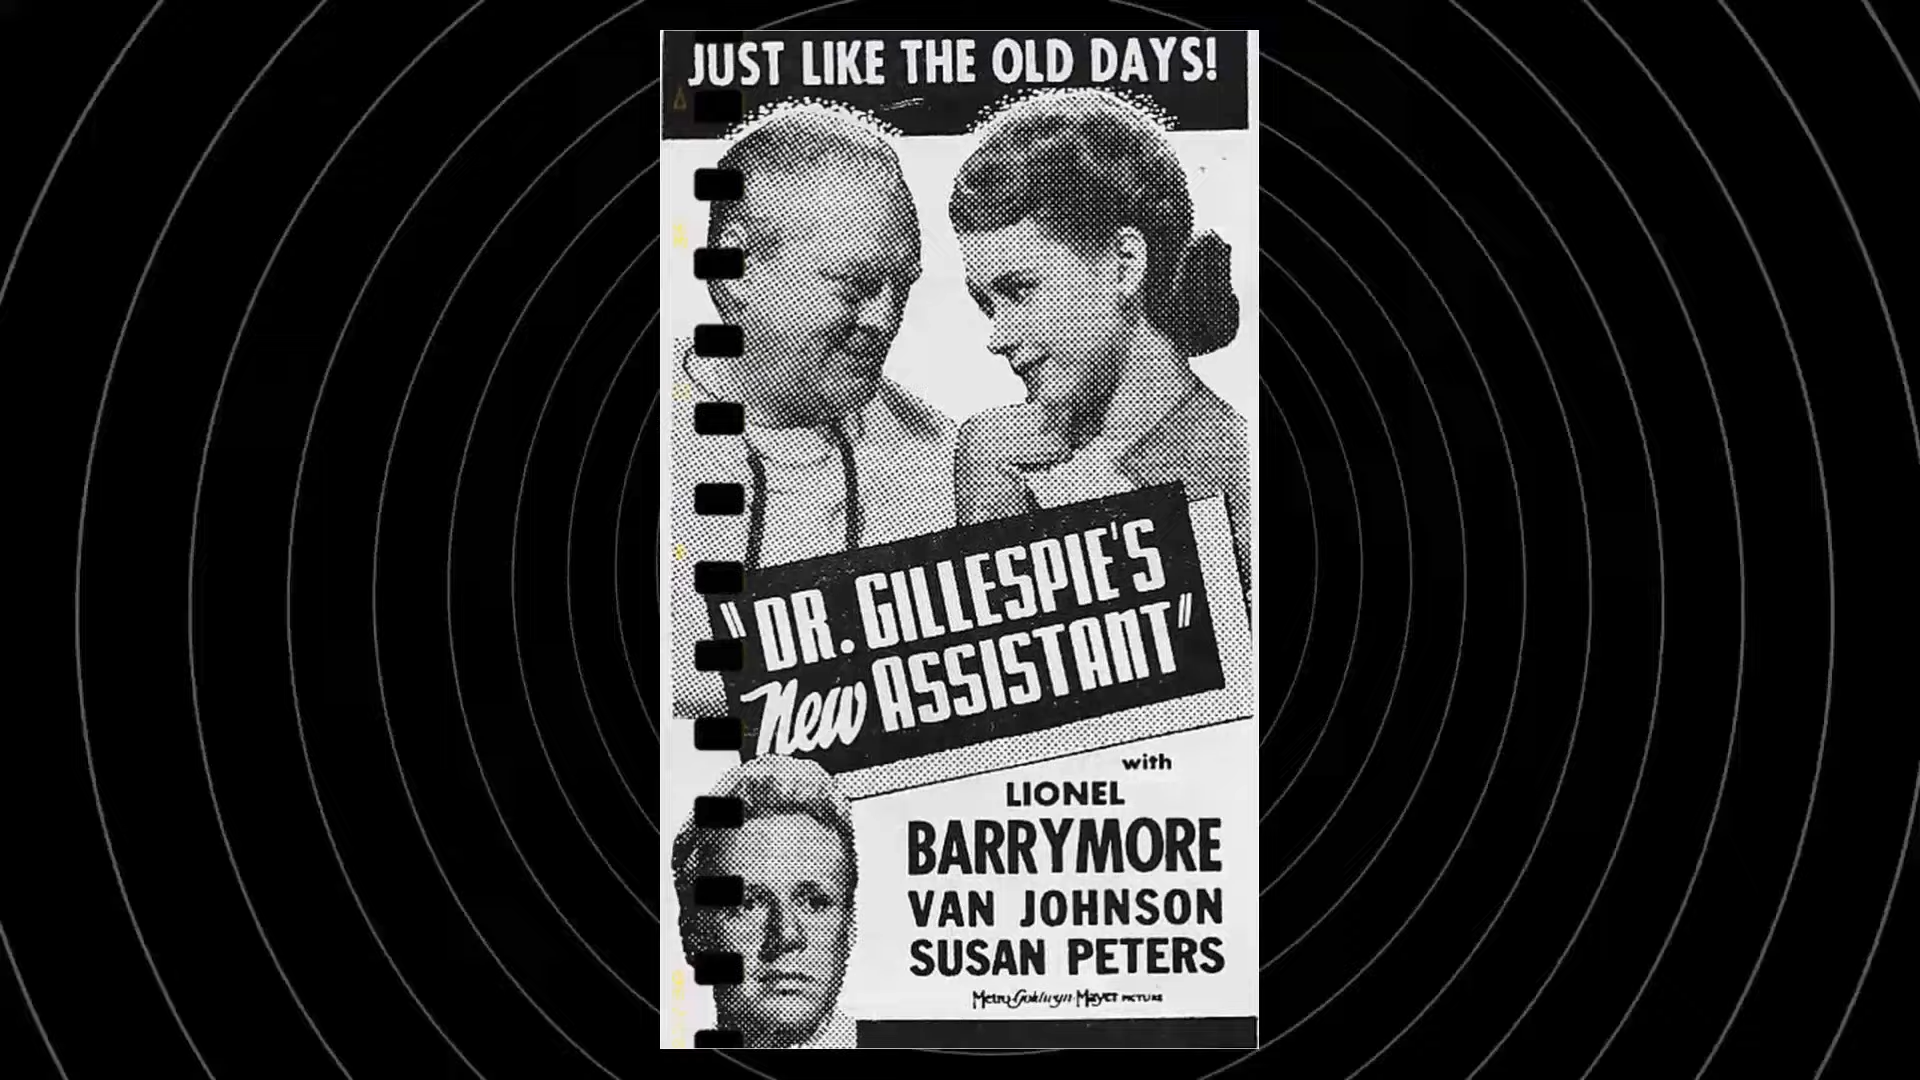 JUST LIKE THE OLD DAYS!
"DR. GILLESPIE'S
New ASSISTANT"
with
LIONEL
BARRYMORE
VAN JOHNSON
SUSAN PETERS
Metro-Goldwyn-Mayer PICTURE